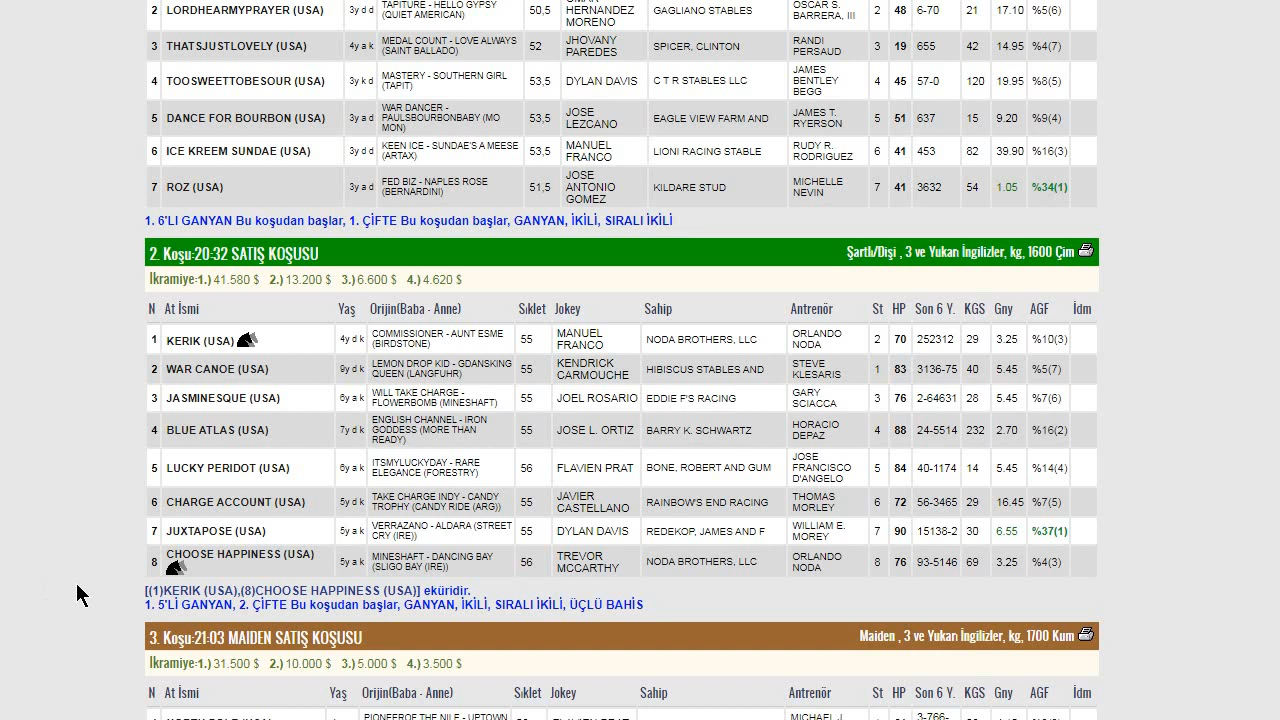 2 LORDHEARMYPRAYER (USA) 3y d d TAPITURE - HELLO GYPSY (QUIET AMERICAN) 50,5 HERNANDEZ MORENO GAGLIANO STABLES OSCAR S. BARRERA, III 2 48 6-70 21 17.10 %5(6)
3 THATSJUSTLOVELY (USA) 4y a k MEDAL COUNT - LOVE ALWAYS (SAINT BALLADO) 52 JHOVANY PAREDES SPICER, CLINTON RANDI PERSAUD 3 19 655 42 14.95 %4(7)
4 TOOSWEETTOBESOUR (USA) 3y k d MASTERY - SOUTHERN GIRL (TAPIT) 53,5 DYLAN DAVIS C T R STABLES LLC JAMES BENTLEY BEGG 4 45 57-0 120 19.95 %8(5)
5 DANCE FOR BOURBON (USA) 3y a d WAR DANCER - PAULSBOURBONBABY (MO MON) 53,5 JOSE LEZCANO EAGLE VIEW FARM AND JAMES T. RYERSON 5 51 637 15 9.20 %9(4)
6 ICE KREEM SUNDAE (USA) 3y d d KEEN ICE - SUNDAE'S A MEESE (ARTAX) 53,5 MANUEL FRANCO LIONI RACING STABLE RUDY R. RODRIGUEZ 6 41 453 82 39.90 %16(3)
7 ROZ (USA) 3y a d FED BIZ - NAPLES ROSE (BERNARDINI) 51,5 JOSE ANTONIO GOMEZ KILDARE STUD MICHELLE NEVIN 7 41 3632 54 1.05 %34(1)
1. 6'LI GANYAN Bu koşudan başlar, 1. ÇİFTE Bu koşudan başlar, GANYAN, İKİLİ, SIRALI İKİLİ
2. Koşu:20:32 SATIŞ KOŞUSU Şartlı/Dişi , 3 ve Yukarı İngilizler, kg, 1600 Çim
İkramiye:1.) 41.580 $ 2.) 13.200 $ 3.) 6.600 $ 4.) 4.620 $
N At İsmi Yaş Orijin(Baba - Anne) Sıklet Jokey Sahip Antrenör St HP Son 6 Y. KGS Gny AGF İdm
1 KERIK (USA) 4y d k COMMISSIONER - AUNT ESME (BIRDSTONE) 55 MANUEL FRANCO NODA BROTHERS, LLC ORLANDO NODA 2 70 252312 29 3.25 %10(3)
2 WAR CANOE (USA) 6y d k LEMON DROP KID - GDANSKING QUEEN (LANGFUHR) 55 KENDRICK CARMOUCHE HIBISCUS STABLES AND STEVE KLESARIS 1 83 3136-75 40 5.45 %5(7)
3 JASMINESQUE (USA) 6y a k WILL TAKE CHARGE - FLOWERBOMB (MINESHAFT) 55 JOEL ROSARIO EDDIE F'S RACING GARY SCIACCA 3 76 2-64631 28 5.45 %7(6)
4 BLUE ATLAS (USA) 7y d k ENGLISH CHANNEL - IRON GODDESS (MORE THAN READY) 55 JOSE L. ORTIZ BARRY K. SCHWARTZ HORACIO DEPAZ 4 88 24-5514 232 2.70 %16(2)
5 LUCKY PERIDOT (USA) 6y a k ITSMYLUCKYDAY - RARE ELEGANCE (FORESTRY) 56 FLAVIEN PRAT BONE, ROBERT AND GUM JOSE FRANCISCO D'ANGELO 5 84 40-1174 14 5.45 %14(4)
6 CHARGE ACCOUNT (USA) 5y d k TAKE CHARGE INDY - CANDY TROPHY (CANDY RIDE (ARG)) 55 JAVIER CASTELLANO RAINBOW'S END RACING THOMAS MORLEY 6 72 56-3465 29 16.45 %7(5)
7 JUXTAPOSE (USA) 5y a k VERRAZANO - ALDARA (STREET CRY (IRE)) 55 DYLAN DAVIS REDEKOP, JAMES AND F WILLIAM E. MOREY 7 90 15138-2 30 6.55 %37(1)
8 CHOOSE HAPPINESS (USA) 5y a k MINESHAFT - DANCING BAY (SLIGO BAY (IRE)) 56 TREVOR MCCARTHY NODA BROTHERS, LLC ORLANDO NODA 8 76 93-5146 69 3.25 %4(3)
[(1)KERIK (USA),(8)CHOOSE HAPPINESS (USA)] eküridir.
1. 5'Lİ GANYAN, 2. ÇİFTE Bu koşudan başlar, GANYAN, İKİLİ, SIRALI İKİLİ, ÜÇLÜ BAHİS
3. Koşu:21:03 MAIDEN SATIŞ KOŞUSU Maiden , 3 ve Yukarı İngilizler, kg, 1700 Kum
İkramiye:1.) 31.500 $ 2.) 10.000 $ 3.) 5.000 $ 4.) 3.500 $
N At İsmi Yaş Orijin(Baba - Anne) Sıklet Jokey Sahip Antrenör St HP Son 6 Y. KGS Gny AGF İdm
PIONEEROF THE NILE - UPTOWN MICHAEL J. 3-766-